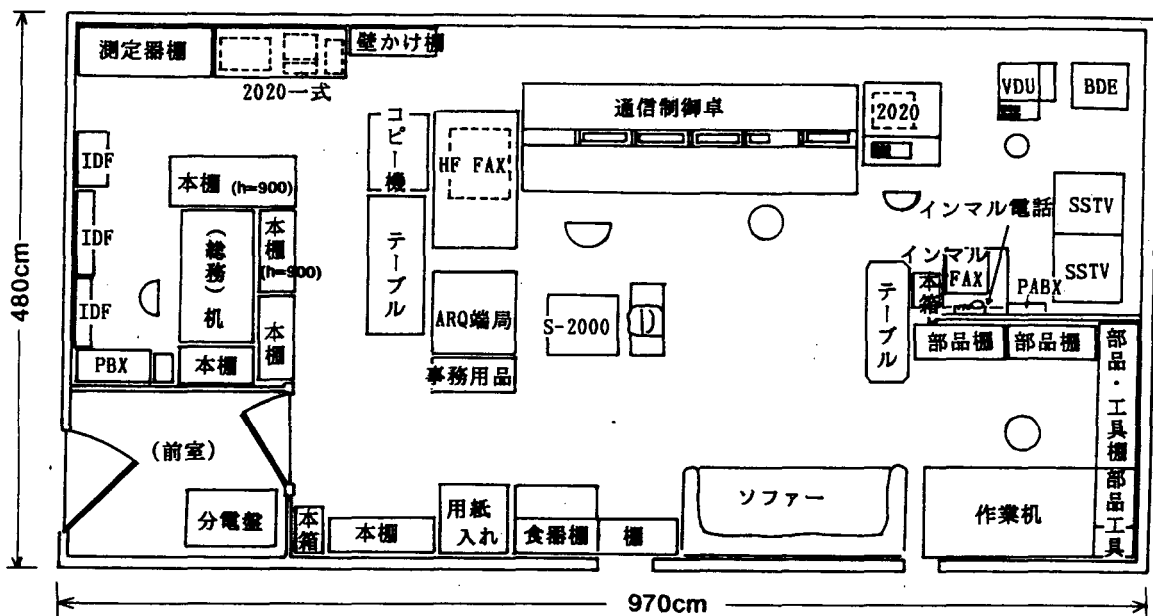 測定器棚
2020一式
壁かけ棚
コピー機
HF FAX
通信制御卓
2020
VDU
BDE
IDF
本棚 (h=900)
IDF
(総務)机
本棚
(h=900)
テーブル
インマル電話
SSTV
インマル
FAX
本箱
PABX
SSTV
IDF
本棚
ARQ端局
S-2000
テーブル
部品棚
部品棚
部品・工具棚
PBX
本棚
事務用品
(前室)
分電盤
本箱
本棚
用紙
入れ
食器棚
棚
ソファー
作業机
部品工具
480cm
970cm